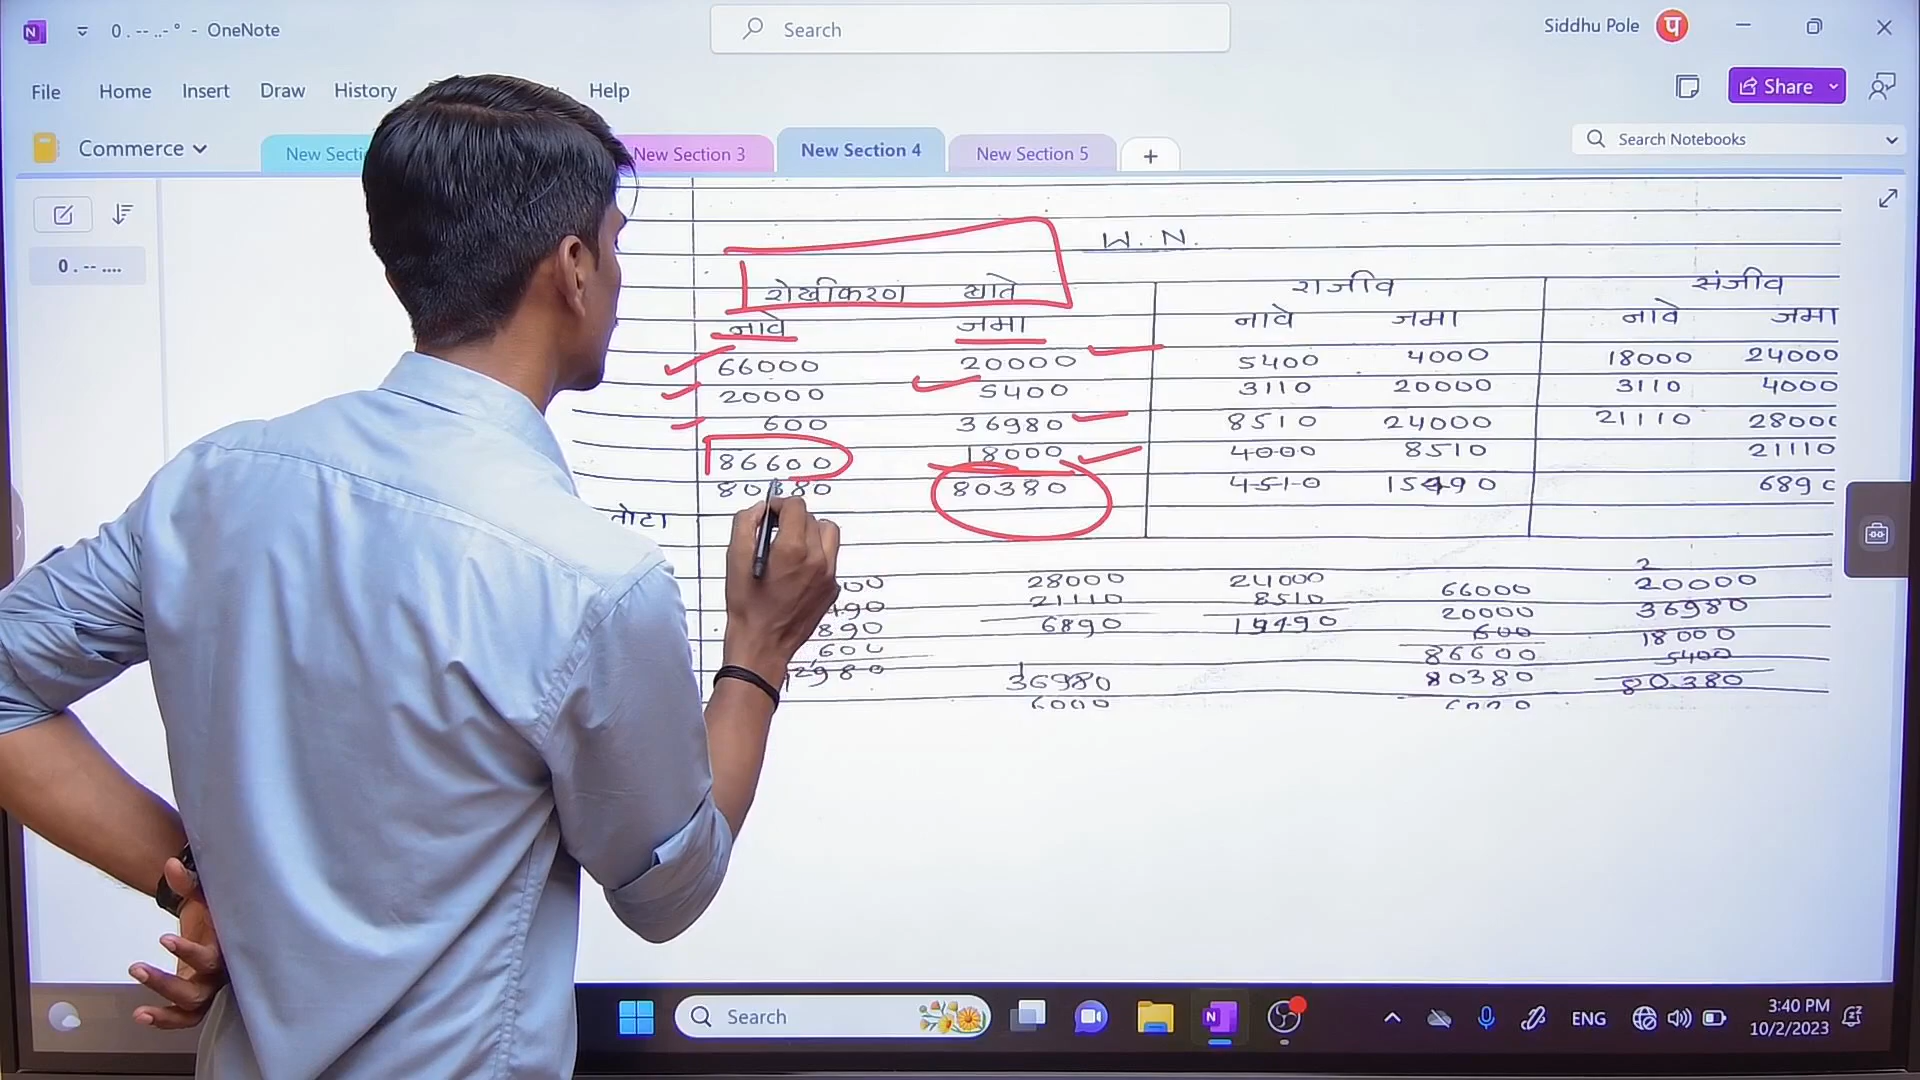 0 . -- ..- ° - OneNote
Search
Siddhu Pole
प
File Home Insert Draw History Help
Share
Commerce
New Secti
New Section 3
New Section 4
New Section 5
+
Search Notebooks
0 . -- ....
W. N.
रोखीकरण खाते राजीव संजीव
नावे जमा नावे जमा नावे जमा
66000 20000 5400 4000 18000 24000
20000 5400 3110 20000 3110 4000
600 36980 8510 24000 21110 28000
86600 18000 4000 8510 21110
80380 80380 4510 15490 6890
तोटा
28000 24000 66000 20000
21110 8510 20000 36980
890 6890 15490 600 18000
86600 5400
2980 36980 80380 80380
6000
Search
ENG
3:40 PM
10/2/2023